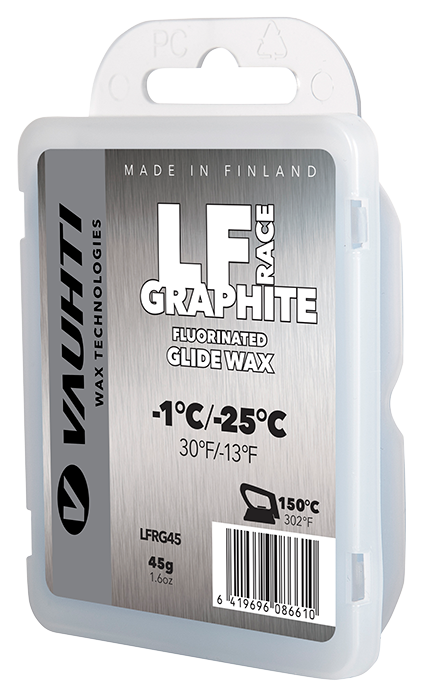 PC
MADE IN FINLAND
LF
RACE
GRAPHITE
FLUORINATED
GLIDE WAX
-1°C/-25°C
30°F/-13°F
150°C
302°F
LFRG45
45g
1.6oz
6 419696 086610
VAUHTI
WAX TECHNOLOGIES